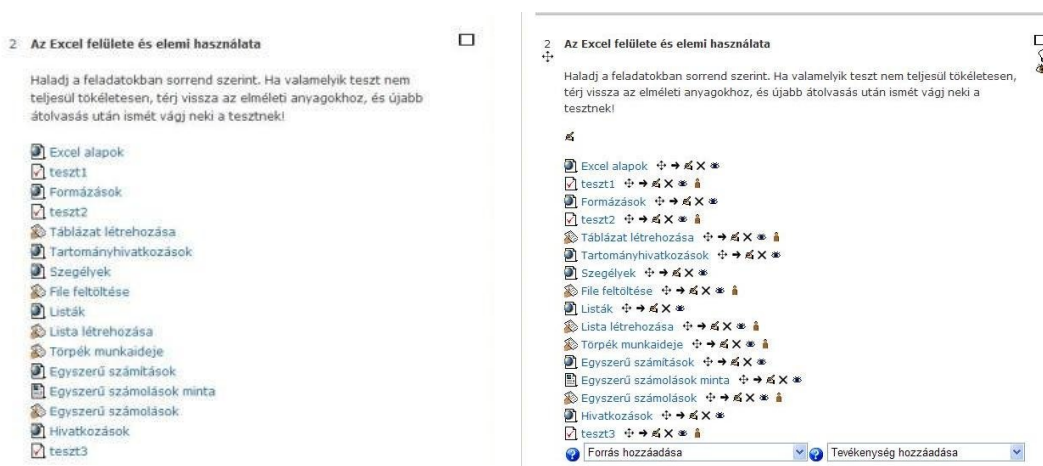 2 Az Excel felülete és elemi használata
Haladj a feladatokban sorrend szerint. Ha valamelyik teszt nem
teljesül tökéletesen, térj vissza az elméleti anyagokhoz, és újabb
átolvasás után ismét vágj neki a tesztnek!
Excel alapok
teszt1
Formázások
teszt2
Táblázat létrehozása
Tartományhivatkozások
Szegélyek
File feltöltése
Listák
Lista létrehozása
Törpék munkaideje
Egyszerű számítások
Egyszerű számolások minta
Egyszerű számolások
Hivatkozások
teszt3
2 Az Excel felülete és elemi használata
Haladj a feladatokban sorrend szerint. Ha valamelyik teszt nem teljesül tökéletesen,
térj vissza az elméleti anyagokhoz, és újabb átolvasás után ismét vágj neki a
tesztnek!
Excel alapok
teszt1
Formázások
teszt2
Táblázat létrehozása
Tartományhivatkozások
Szegélyek
File feltöltése
Listák
Lista létrehozása
Törpék munkaideje
Egyszerű számítások
Egyszerű számolások minta
Egyszerű számolások
Hivatkozások
teszt3
Forrás hozzáadása Tevékenység hozzáadása